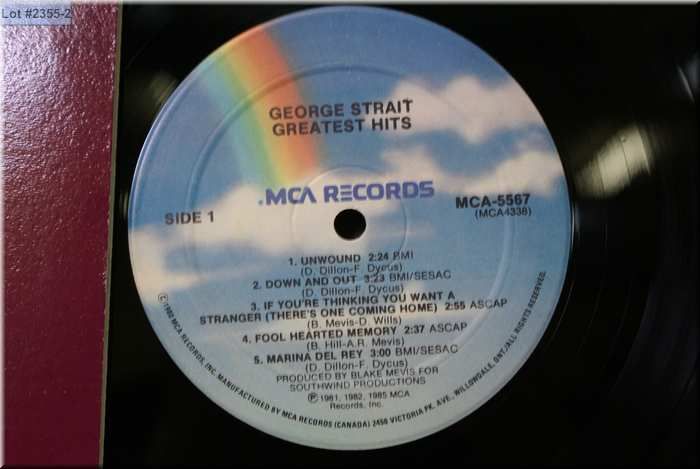 Lot #2355-2
GEORGE STRAIT
GREATEST HITS
MCA RECORDS
SIDE 1
MCA-5567
(MCA4338)
1. UNWOUND 2:24 BMI
(D. Dillon-F. Dycus)
2. DOWN AND OUT 3:23 BMI/SESAC
(D. Dillon-F. Dycus)
3. IF YOU'RE THINKING YOU WANT A
STRANGER (THERE'S ONE COMING HOME) 2:55 ASCAP
(B. Mevis-D. Wills)
4. FOOL HEARTED MEMORY 2:37 ASCAP
(B. Hill-A.R. Mevis)
5. MARINA DEL REY 3:00 BMI/SESAC
(D. Dillon-F. Dycus)
PRODUCED BY BLAKE MEVIS FOR
SOUTHWIND PRODUCTIONS
Ⓟ 1981, 1982, 1985 MCA
Records, Inc.
© 1980 MCA RECORDS, INC. MANUFACTURED BY MCA RECORDS (CANADA) 2450 VICTORIA PK. AVE., WILLOWDALE, ONT./ALL RIGHTS RESERVED.